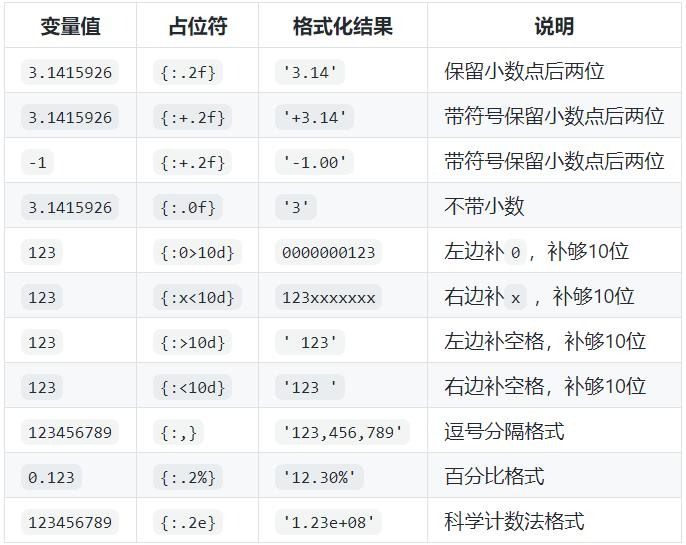 变量值 占位符 格式化结果 说明
3.1415926 {:.2f} '3.14' 保留小数点后两位
3.1415926 {:+.2f} '+3.14' 带符号保留小数点后两位
-1 {:+.2f} '-1.00' 带符号保留小数点后两位
3.1415926 {:.0f} '3' 不带小数
123 {:0>10d} 0000000123 左边补 0 ，补够10位
123 {:x<10d} 123xxxxxxx 右边补 x ，补够10位
123 {:>10d} ' 123' 左边补空格，补够10位
123 {:<10d} '123 ' 右边补空格，补够10位
123456789 {:,} '123,456,789' 逗号分隔格式
0.123 {:.2%} '12.30%' 百分比格式
123456789 {:.2e} '1.23e+08' 科学计数法格式